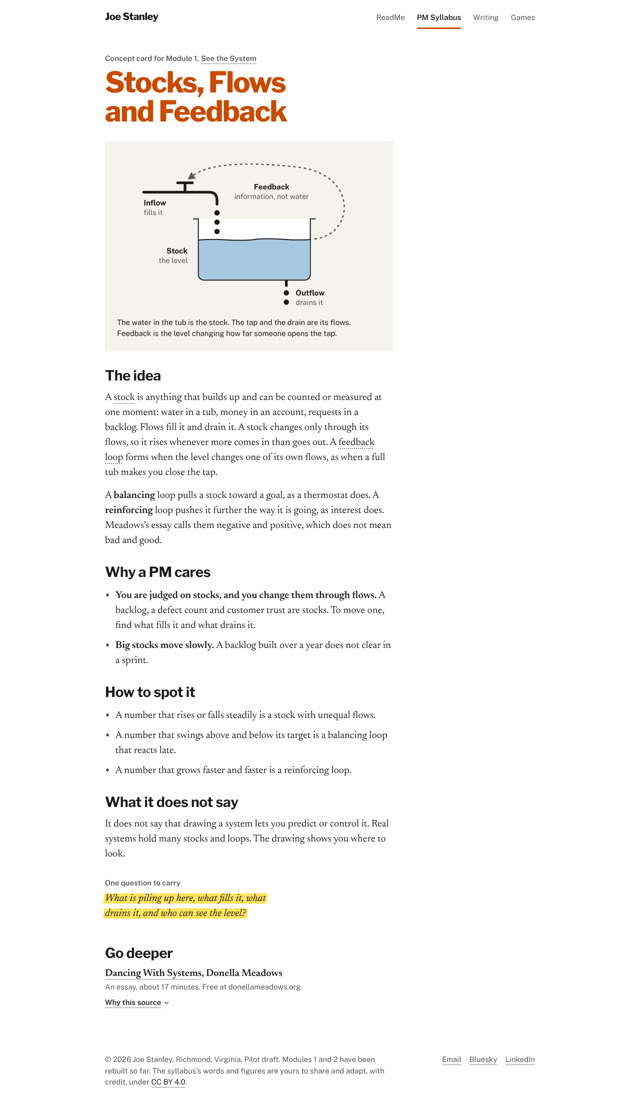 Joe Stanley
ReadMe PM Syllabus Writing Games
Concept card for Module 1, See the System
Stocks, Flows
and Feedback
Feedback
information, not water
Inflow
fills it
Stock
the level
Outflow
drains it
The water in the tub is the stock. The tap and the drain are its flows.
Feedback is the level changing how far someone opens the tap.
The idea
A stock is anything that builds up and can be counted or measured at
one moment: water in a tub, money in an account, requests in a
backlog. Flows fill it and drain it. A stock changes only through its
flows, so it rises whenever more comes in than goes out. A feedback
loop forms when the level changes one of its own flows, as when a full
tub makes you close the tap.
A balancing loop pulls a stock toward a goal, as a thermostat does. A
reinforcing loop pushes it further the way it is going, as interest does.
Meadows's essay calls them negative and positive, which does not mean
bad and good.
Why a PM cares
• You are judged on stocks, and you change them through flows. A
backlog, a defect count and customer trust are stocks. To move one,
find what fills it and what drains it.
• Big stocks move slowly. A backlog built over a year does not clear in
a sprint.
How to spot it
• A number that rises or falls steadily is a stock with unequal flows.
• A number that swings above and below its target is a balancing loop
that reacts late.
• A number that grows faster and faster is a reinforcing loop.
What it does not say
It does not say that drawing a system lets you predict or control it. Real
systems hold many stocks and loops. The drawing shows you where to
look.
One question to carry
What is piling up here, what fills it, what
drains it, and who can see the level?
Go deeper
Dancing With Systems, Donella Meadows
An essay, about 17 minutes. Free at donellameadows.org.
Why this source
© 2026 Joe Stanley, Richmond, Virginia. Pilot draft. Modules 1 and 2 have been
rebuilt so far. The syllabus's words and figures are yours to share and adapt, with
credit, under CC BY 4.0.
Email Bluesky LinkedIn